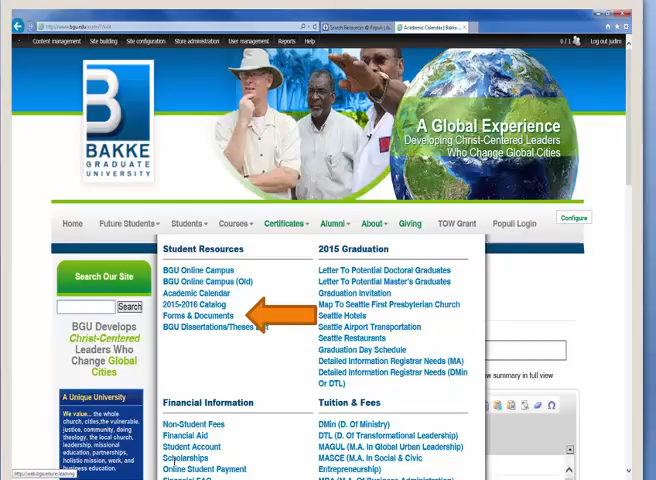 http://www.bgu.edu/
Search Resources @ Populi
Academic Calendar | Bakke ...
Content management Site building Site configuration Store administration User management Reports Help
0 / 1 Log out judim
B
BAKKE
GRADUATE
UNIVERSITY
A Global Experience
Developing Christ-Centered Leaders
Who Change Global Cities
Home Future Students Students Courses Certificates Alumni About Giving TOW Grant Populi Login
Configure
Search Our Site
Search
BGU Develops
Christ-Centered
Leaders Who
Change Global
Cities
A Unique University
We value... the whole
church, cities,the vulnerable,
justice, community, doing
theology, the local church,
leadership, missional
education, partnerships,
holistic mission, work, and
business education.
Student Resources
BGU Online Campus
BGU Online Campus (Old)
Academic Calendar
2015-2016 Catalog
Forms & Documents
BGU Dissertations/Theses
2015 Graduation
Letter To Potential Doctoral Graduates
Letter To Potential Master's Graduates
Graduation Invitation
Map To Seattle First Presbyterian Church
Seattle Hotels
Seattle Airport Transportation
Seattle Restaurants
Graduation Day Schedule
Detailed Information Registrar Needs (MA)
Detailed Information Registrar Needs (DMin
Or DTL)
Financial Information
Non-Student Fees
Financial Aid
Student Account
Scholarships
Online Student Payment
Financial FAQ
Tuition & Fees
DMin (D. Of Ministry)
DTL (D. Of Transformational Leadership)
MAGUL (M.A. In Global Urban Leadership)
MASCE (M.A. In Social & Civic
Entrepreneurship)
MBA (M.A. Of Business Administration)
w summary in full view